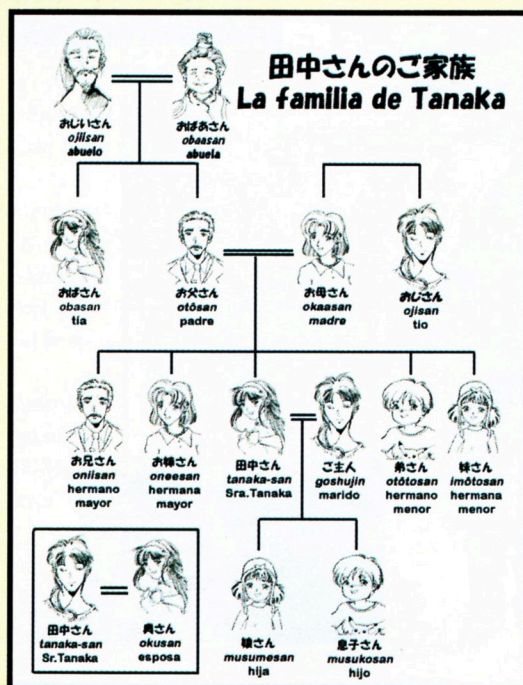 田中さんのご家族
La familia de Tanaka
おじいさん
ojiisan
abuelo
おばあさん
obaasan
abuela
おばさん
obasan
tía
お父さん
otôsan
padre
お母さん
okaasan
madre
おじさん
ojisan
tío
お兄さん
oniisan
hermano
mayor
お姉さん
oneesan
hermana
mayor
田中さん
tanaka-san
Sra.Tanaka
ご主人
goshujin
marido
弟さん
otôtosan
hermano
menor
妹さん
imôtosan
hermana
menor
田中さん
tanaka-san
Sr.Tanaka
奥さん
okusan
esposa
娘さん
musumesan
hija
息子さん
musukosan
hijo